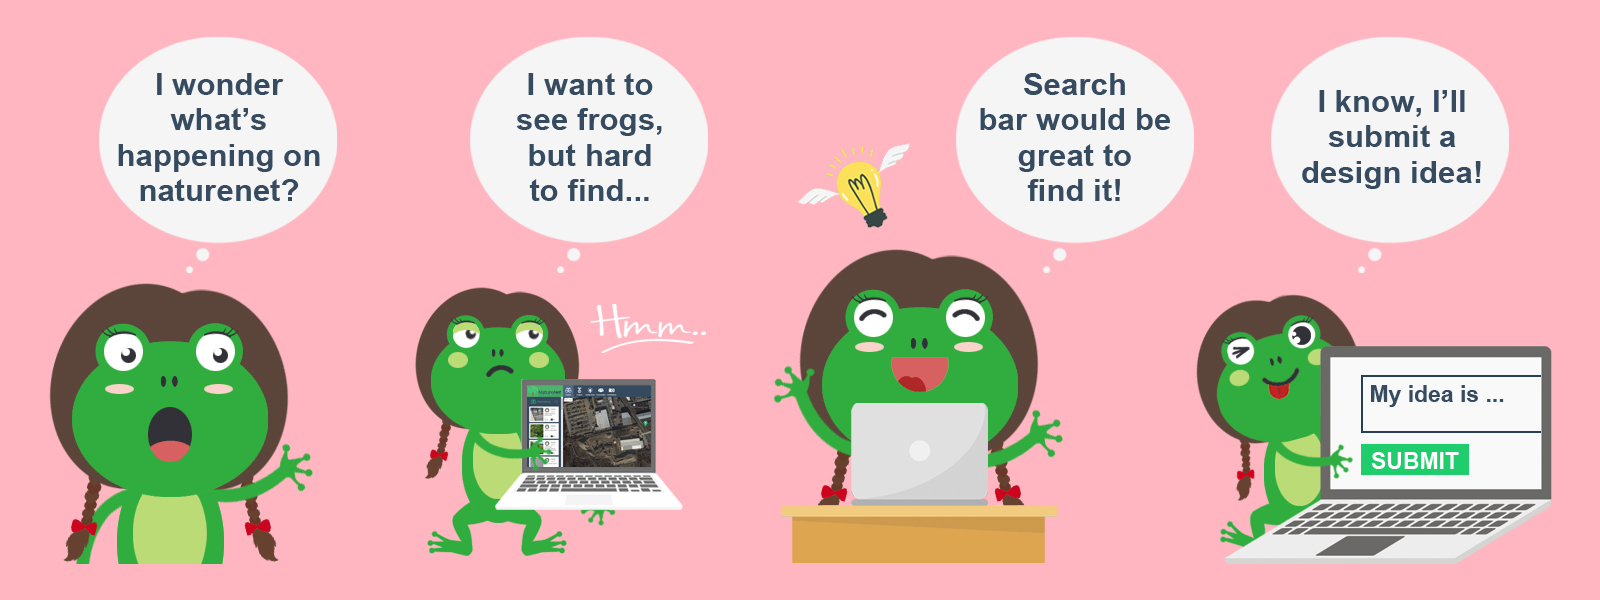 I wonder
what’s
happening on
naturenet?
I want to
see frogs,
but hard
to find...
Hmm..
Search
bar would be
great to
find it!
I know, I’ll
submit a
design idea!
My idea is ...
SUBMIT